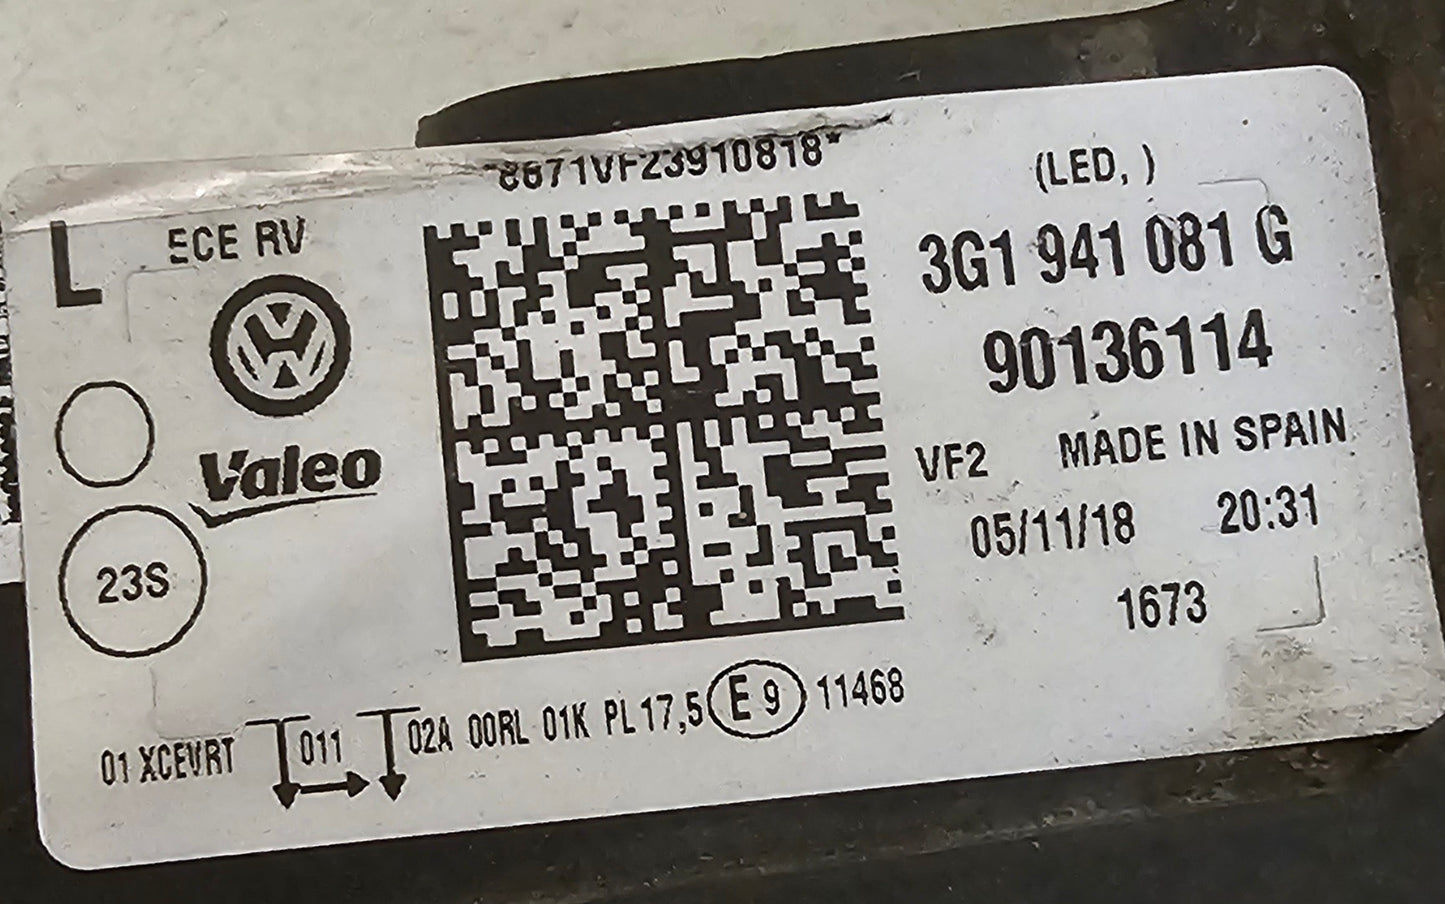 *8671VF23910818*
(LED, )
L
ECE RV
3G1 941 081 G
90136114
Valeo
VF2 MADE IN SPAIN
05/11/18 20:31
23S
1673
01 XCEVRT 011 02A 00RL 01K PL 17,5 E9 11468